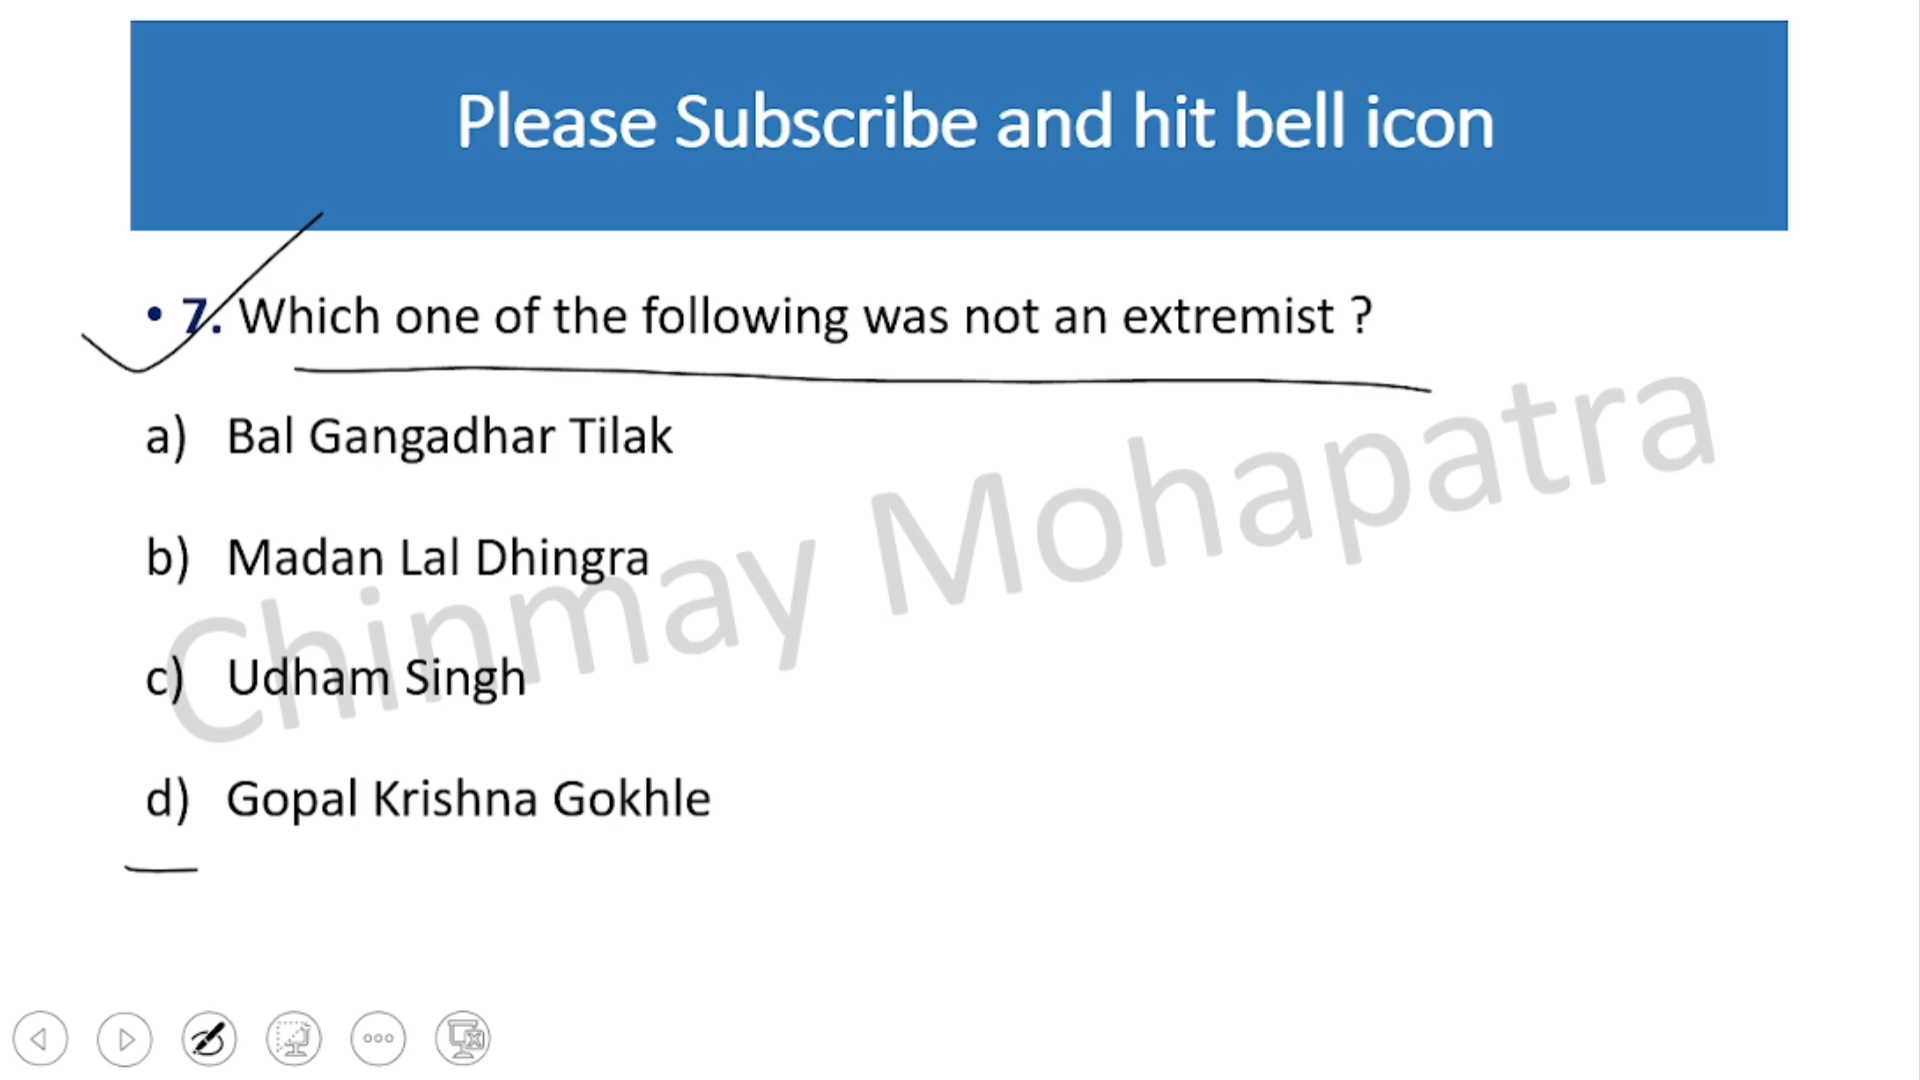 Please Subscribe and hit bell icon
• 7. Which one of the following was not an extremist ?
a) Bal Gangadhar Tilak
b) Madan Lal Dhingra
c) Udham Singh
d) Gopal Krishna Gokhle
Chinmay Mohapatra